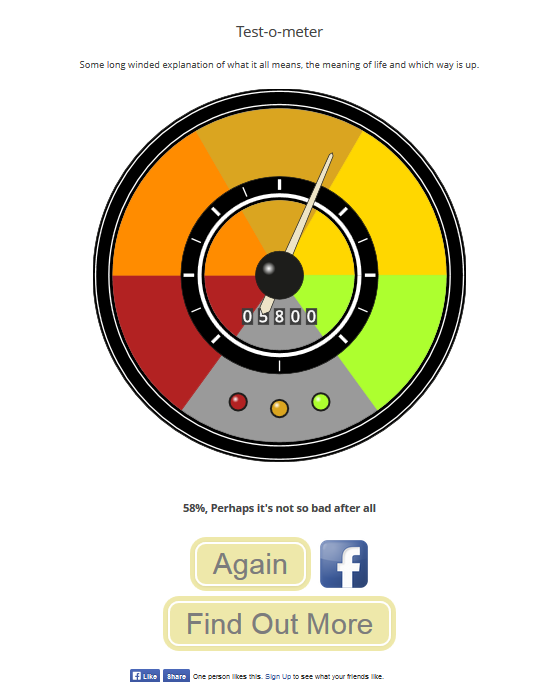 Test-o-meter
Some long winded explanation of what it all means, the meaning of life and which way is up.
05800
58%, Perhaps it's not so bad after all
Again
Find Out More
Like Share One person likes this. Sign Up to see what your friends like.